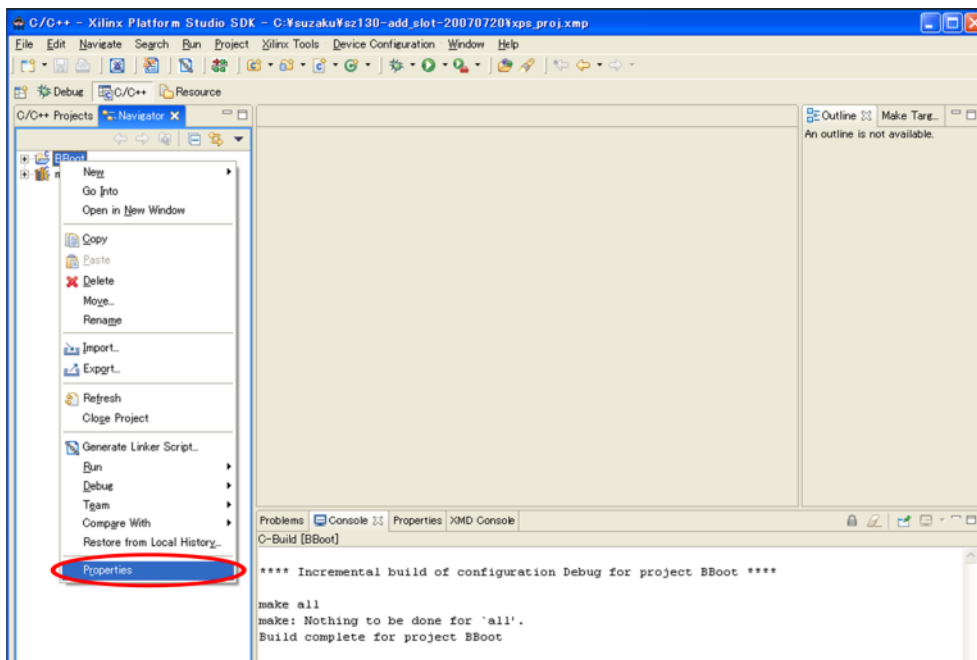 C/C++ - Xilinx Platform Studio SDK - C:¥suzaku¥sz130-add_slot-20070720¥xps_proj.xmp
File Edit Navigate Search Run Project Xilinx Tools Device Configuration Window Help
Debug C/C++ Resource
C/C++ Projects Navigator
Outline Make Targ...
An outline is not available.
BBoot
New
Go Into
Open in New Window
Copy
Paste
Delete
Move...
Rename
Import...
Export...
Refresh
Close Project
Generate Linker Script...
Run
Debug
Team
Compare With
Restore from Local History...
Properties
Problems Console Properties XMD Console
C-Build [BBoot]
**** Incremental build of configuration Debug for project BBoot ****
make all
make: Nothing to be done for `all'.
Build complete for project BBoot